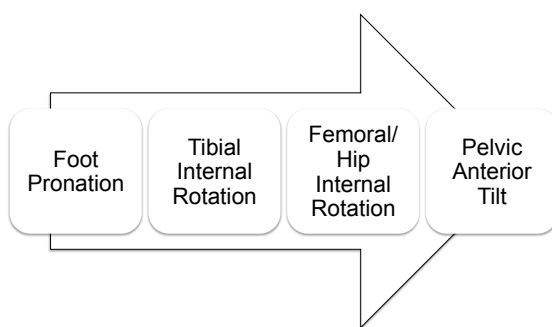 Foot
Pronation
Tibial
Internal
Rotation
Femoral/
Hip
Internal
Rotation
Pelvic
Anterior
Tilt